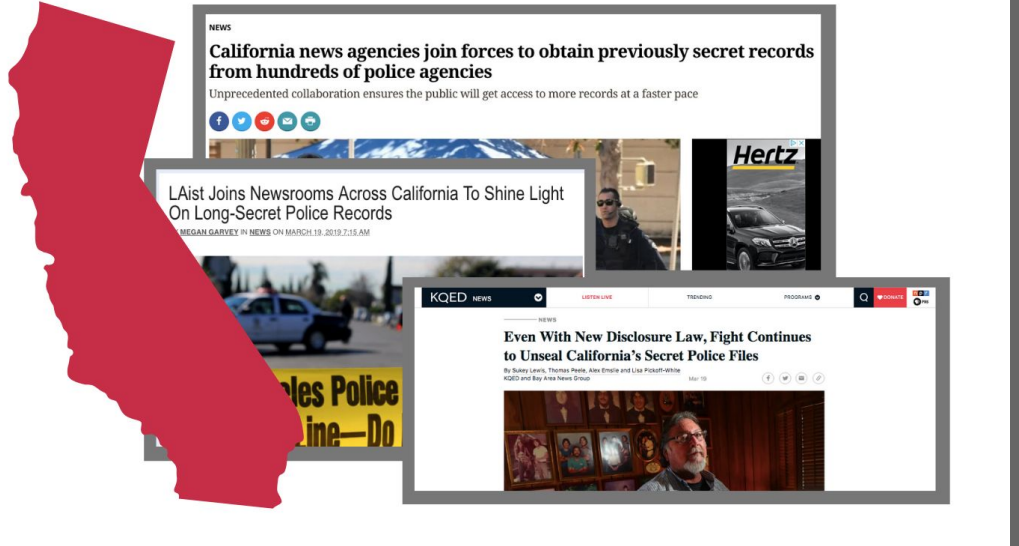 NEWS
California news agencies join forces to obtain previously secret records
from hundreds of police agencies
Unprecedented collaboration ensures the public will get access to more records at a faster pace
Hertz
LAist Joins Newsrooms Across California To Shine Light
On Long-Secret Police Records
MEGAN GARVEY IN NEWS ON MARCH 19, 2019 7:15 AM
les Police
ine—Do
KQED NEWS
LISTEN LIVE
TRENDING
PROGRAMS
DONATE
NEWS
Even With New Disclosure Law, Fight Continues
to Unseal California's Secret Police Files
By Sukey Lewis, Thomas Peele, Alex Emslie and Lisa Pickoff-White
KQED and Bay Area News Group
Mar 19